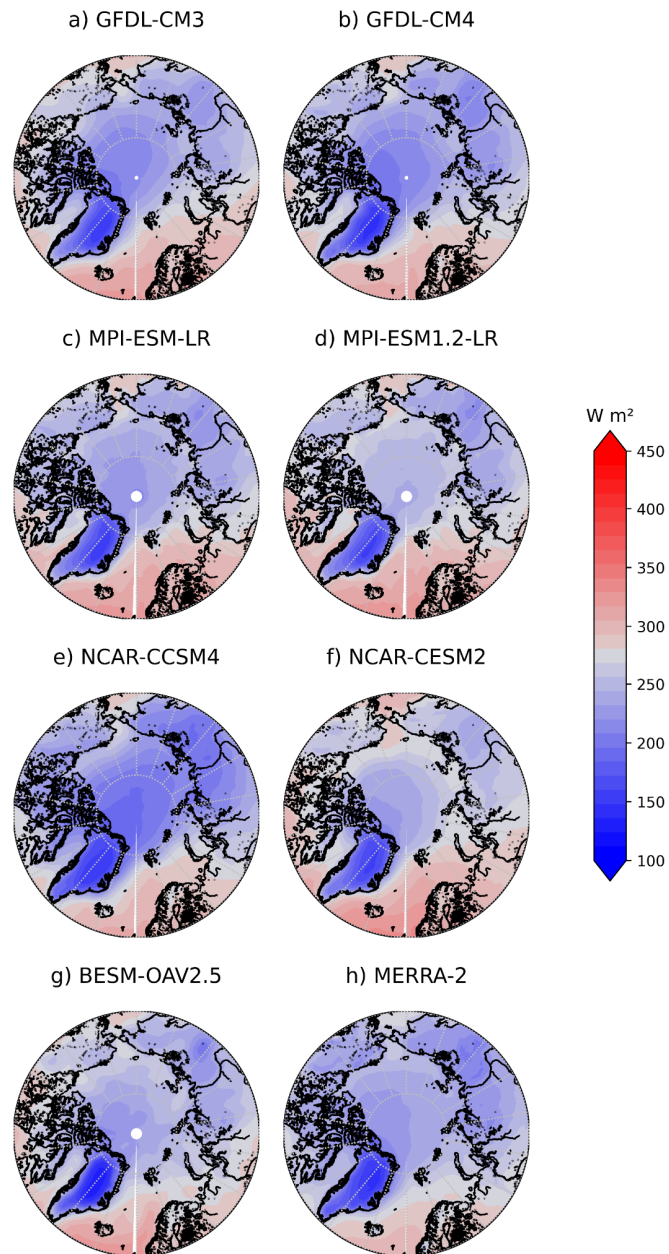 a) GFDL-CM3
b) GFDL-CM4
c) MPI-ESM-LR
d) MPI-ESM1.2-LR
W m²
450
400
350
300
250
200
150
100
e) NCAR-CCSM4
f) NCAR-CESM2
g) BESM-OAV2.5
h) MERRA-2